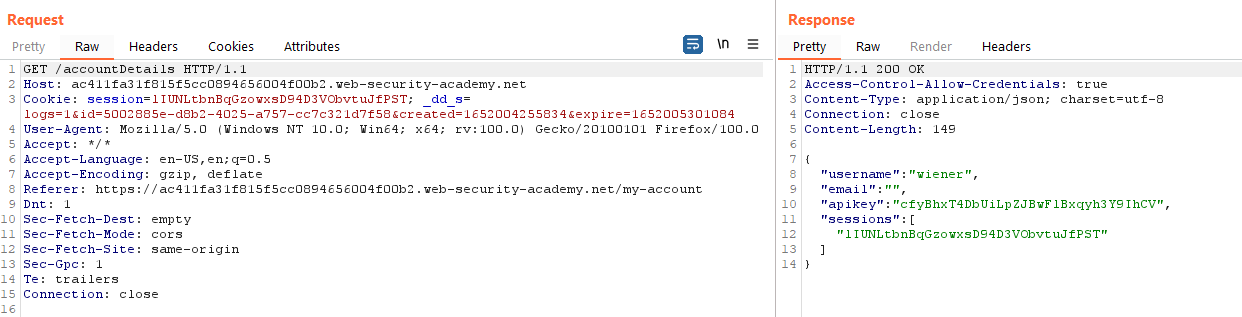 Request
Pretty Raw Headers Cookies Attributes \n
1 GET /accountDetails HTTP/1.1
2 Host: ac411fa31f815f5cc0894656004f00b2.web-security-academy.net
3 Cookie: session=lIUNLtbnBqGzowxsD94D3VObvtuJfPST; _dd_s=
logs=1&id=5002885e-d8b2-4025-a757-cc7c321d7f58&created=1652004255834&expire=1652005301084
4 User-Agent: Mozilla/5.0 (Windows NT 10.0; Win64; x64; rv:100.0) Gecko/20100101 Firefox/100.0
5 Accept: */*
6 Accept-Language: en-US,en;q=0.5
7 Accept-Encoding: gzip, deflate
8 Referer: https://ac411fa31f815f5cc0894656004f00b2.web-security-academy.net/my-account
9 Dnt: 1
10 Sec-Fetch-Dest: empty
11 Sec-Fetch-Mode: cors
12 Sec-Fetch-Site: same-origin
13 Sec-Gpc: 1
14 Te: trailers
15 Connection: close
16
Response
Pretty Raw Render Headers
1 HTTP/1.1 200 OK
2 Access-Control-Allow-Credentials: true
3 Content-Type: application/json; charset=utf-8
4 Connection: close
5 Content-Length: 149
6
7 {
8 "username":"wiener",
9 "email":"",
10 "apikey":"cfyBhxT4DbUiLpZJBwFlBxqyh3Y9IhCV",
11 "sessions":[
12 "lIUNLtbnBqGzowxsD94D3VObvtuJfPST"
13 ]
14 }